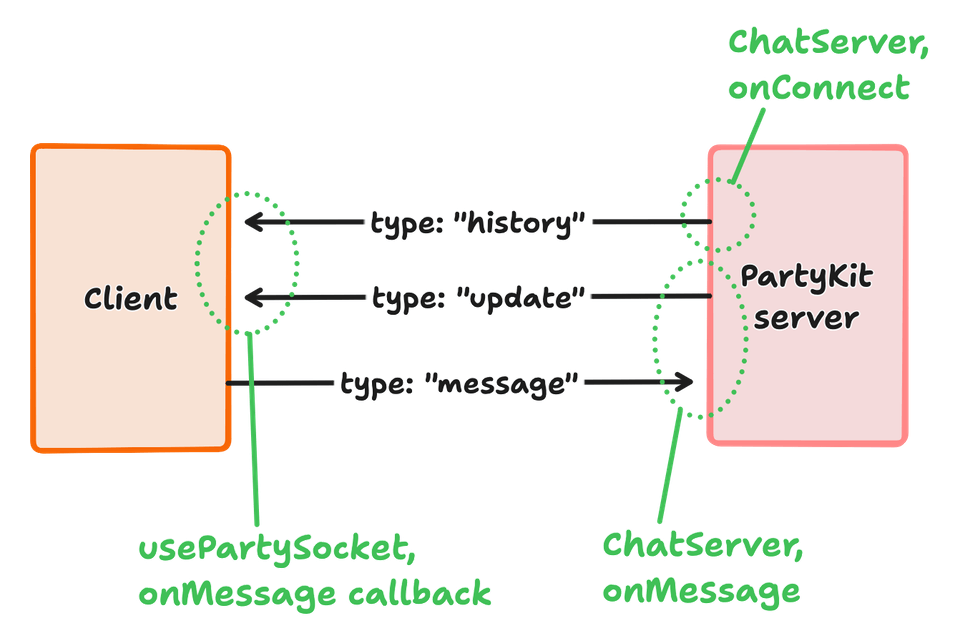 ChatServer,
onConnect
type: "history"
Client
type: "update"
PartyKit
server
type: "message"
usePartySocket,
onMessage callback
ChatServer,
onMessage